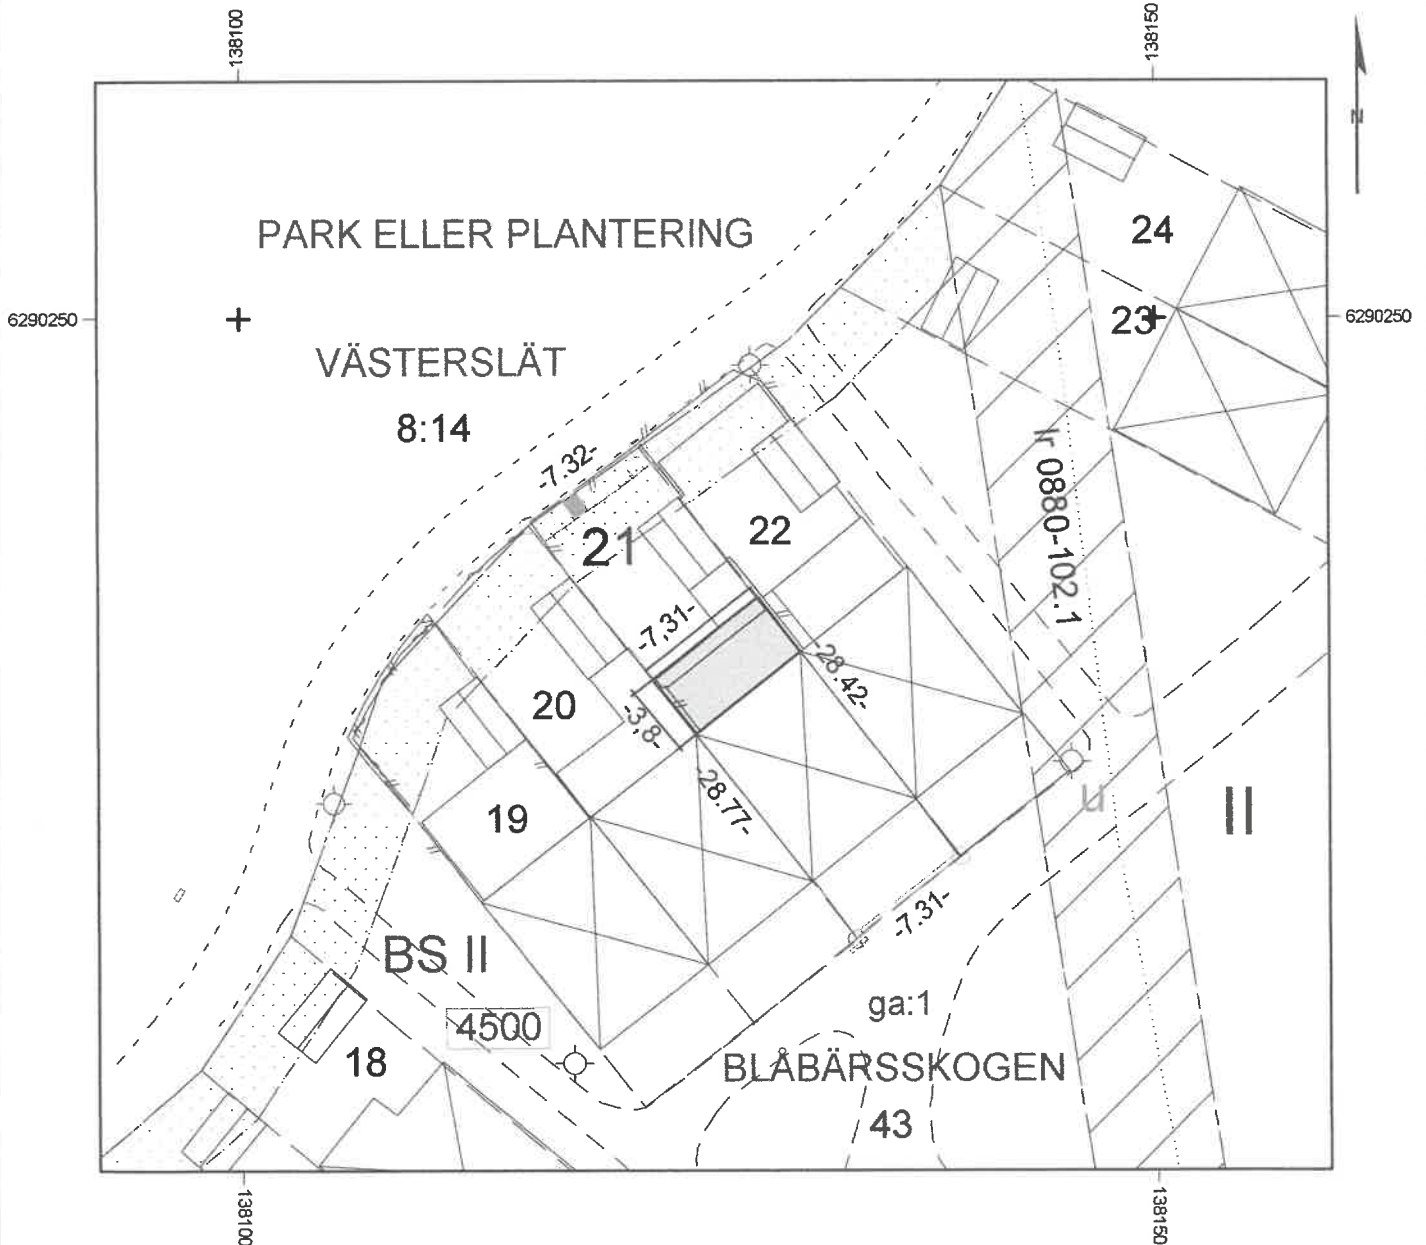 138100
138150
N
PARK ELLER PLANTERING
24
6290250
23
6290250
VÄSTERSLÄT
8:14
-7.32-
lr 0880-102.1
21
22
-7,31-
-28.42-
20
-3,8-
-28.77-
u
II
19
-7.31-
BS II
ga:1
4500
18
BLÅBÄRSSKOGEN
43
138100
138150